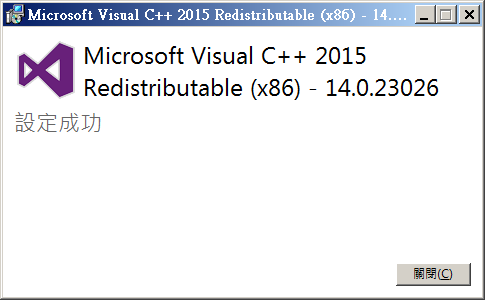 Microsoft Visual C++ 2015 Redistributable (x86) - 14....
Microsoft Visual C++ 2015
Redistributable (x86) - 14.0.23026
設定成功
關閉(C)